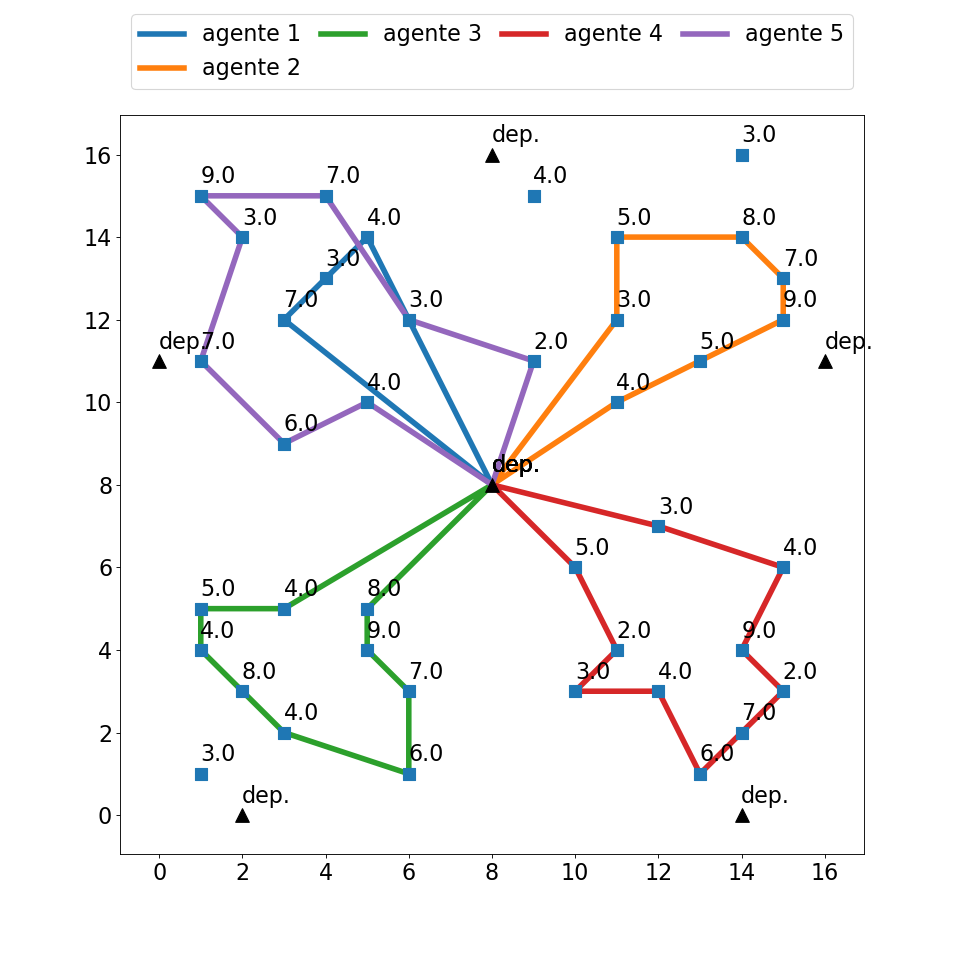 agente 1 agente 3 agente 4 agente 5
agente 2
dep. 3.0
16
9.0 7.0 4.0
3.0 4.0 5.0 8.0
14
3.0 7.0
7.0 3.0 3.0 9.0
12
dep. 7.0 2.0 5.0 dep.
4.0 4.0
10
6.0
dep.
8
3.0
5.0 4.0
6
5.0 4.0 8.0
4.0 9.0 2.0 9.0
4
8.0 7.0 3.0 4.0 2.0
4.0 7.0
2
3.0 6.0 6.0
dep. dep.
0
0 2 4 6 8 10 12 14 16